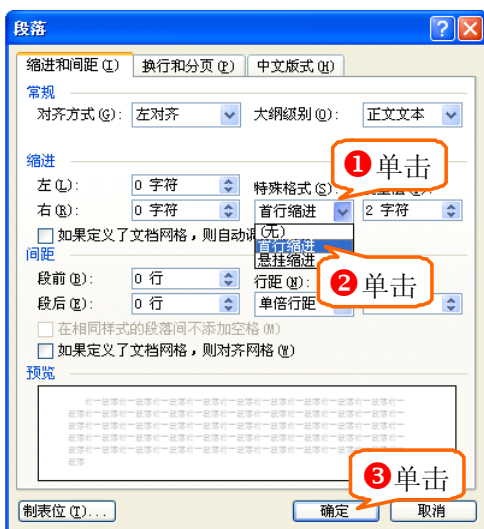 段落
缩进和间距(I) 换行和分页(P) 中文版式(H)
常规
对齐方式(G): 左对齐 大纲级别(O): 正文文本
❶单击
缩进
左(L): 0 字符 特殊格式(S):
右(R): 0 字符 首行缩进 2 字符
(无)
首行缩进
悬挂缩进
如果定义了文档网格,则自动
间距
段前(B): 0 行 行距(N):
❷单击
段后(E): 0 行 单倍行距
在相同样式的段落间不添加空格(M)
如果定义了文档网格,则对齐网格(W)
预览
❸单击
制表位(T)... 确定 取消